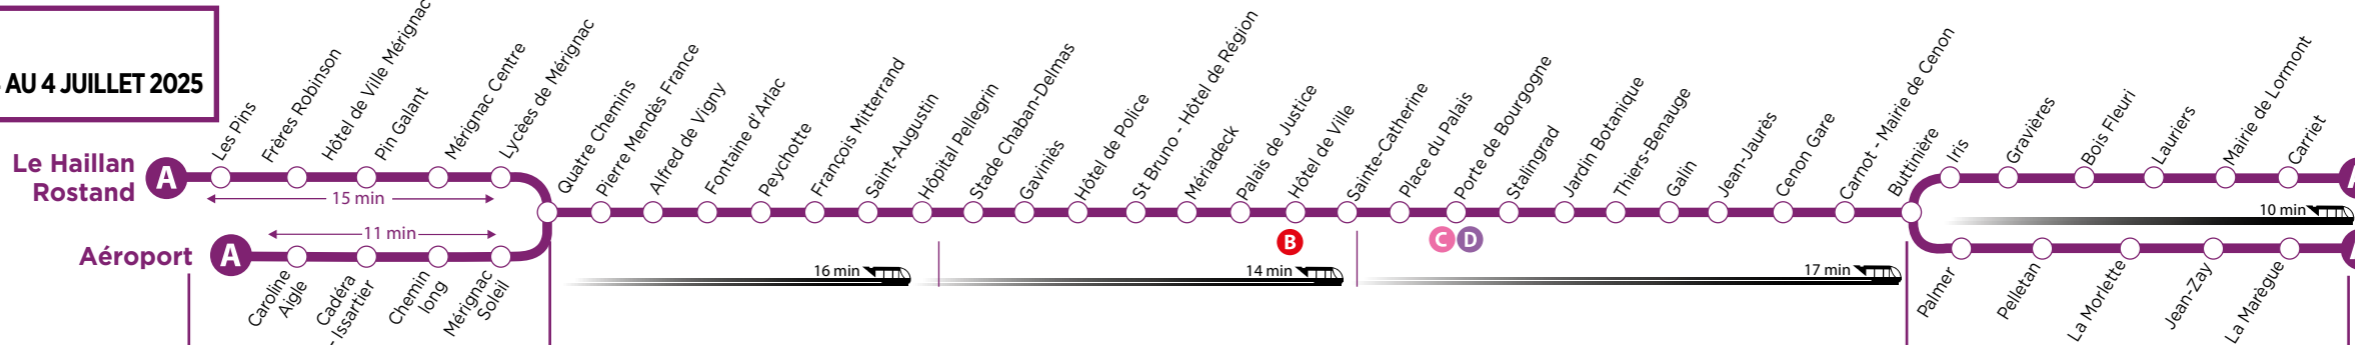 AU 4 JUILLET 2025
Le Haillan
Rostand
A
Les Pins
Frères Robinson
Hôtel de Ville Mérignac
Pin Galant
Mérignac Centre
Lycées de Mérignac
15 min
Aéroport
A
11 min
Caroline
Aigle
Cadéra
- Issartier
Chemin
long
Mérignac
Soleil
Quatre Chemins
Pierre Mendès France
Alfred de Vigny
Fontaine d'Arlac
Peychotte
François Mitterrand
Saint-Augustin
Hôpital Pellegrin
Stade Chaban-Delmas
Gaviniès
Hôtel de Police
St Bruno - Hôtel de Région
Mériadeck
Palais de Justice
Hôtel de Ville
Sainte-Catherine
Place du Palais
Porte de Bourgogne
Stalingrad
Jardin Botanique
Thiers-Benauge
Galin
Jean-Jaurès
Cenon Gare
Carnot - Mairie de Cenon
Buttinière
B
C D
16 min
14 min
17 min
Iris
Gravières
Bois Fleuri
Lauriers
Mairie de Lormont
Carriet
10 min
Palmer
Pelletan
La Morlette
Jean-Zay
La Marègue